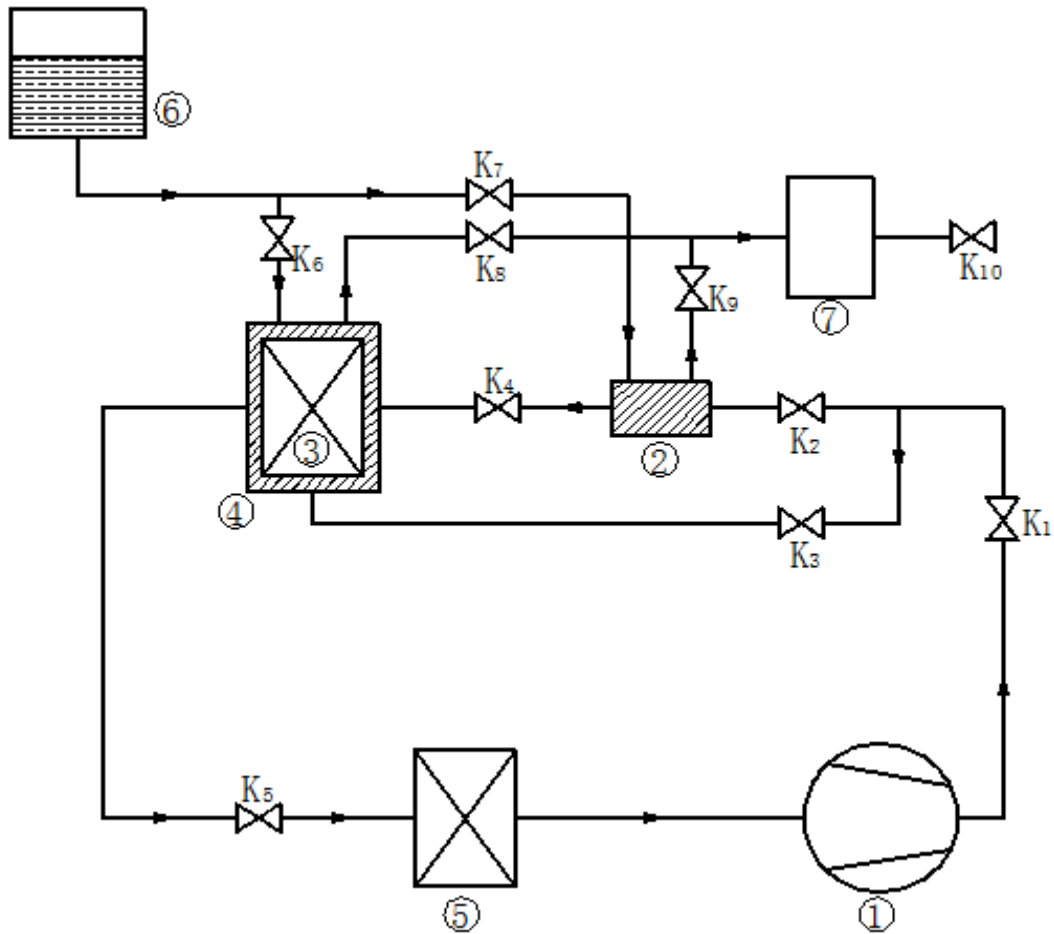 ⑥
K₇
K₆
K₈
K₁₀
K₉
⑦
K₄
③
②
K₂
④
K₃
K₁
K₅
⑤
①